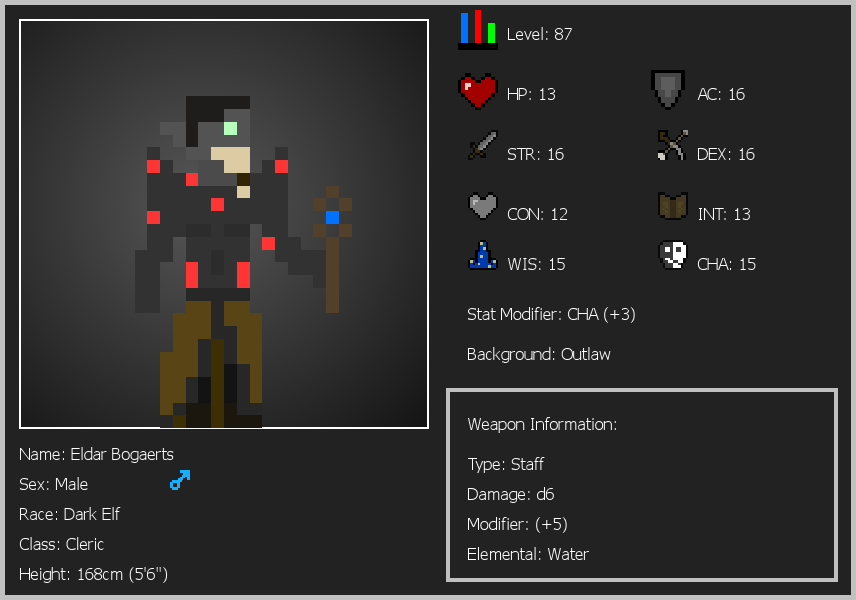 Level: 87
HP: 13
AC: 16
STR: 16
DEX: 16
CON: 12
INT: 13
WIS: 15
CHA: 15
Stat Modifier: CHA (+3)
Background: Outlaw
Weapon Information:
Type: Staff
Damage: d6
Modifier: (+5)
Elemental: Water
Name: Eldar Bogaerts
Sex: Male
Race: Dark Elf
Class: Cleric
Height: 168cm (5'6")